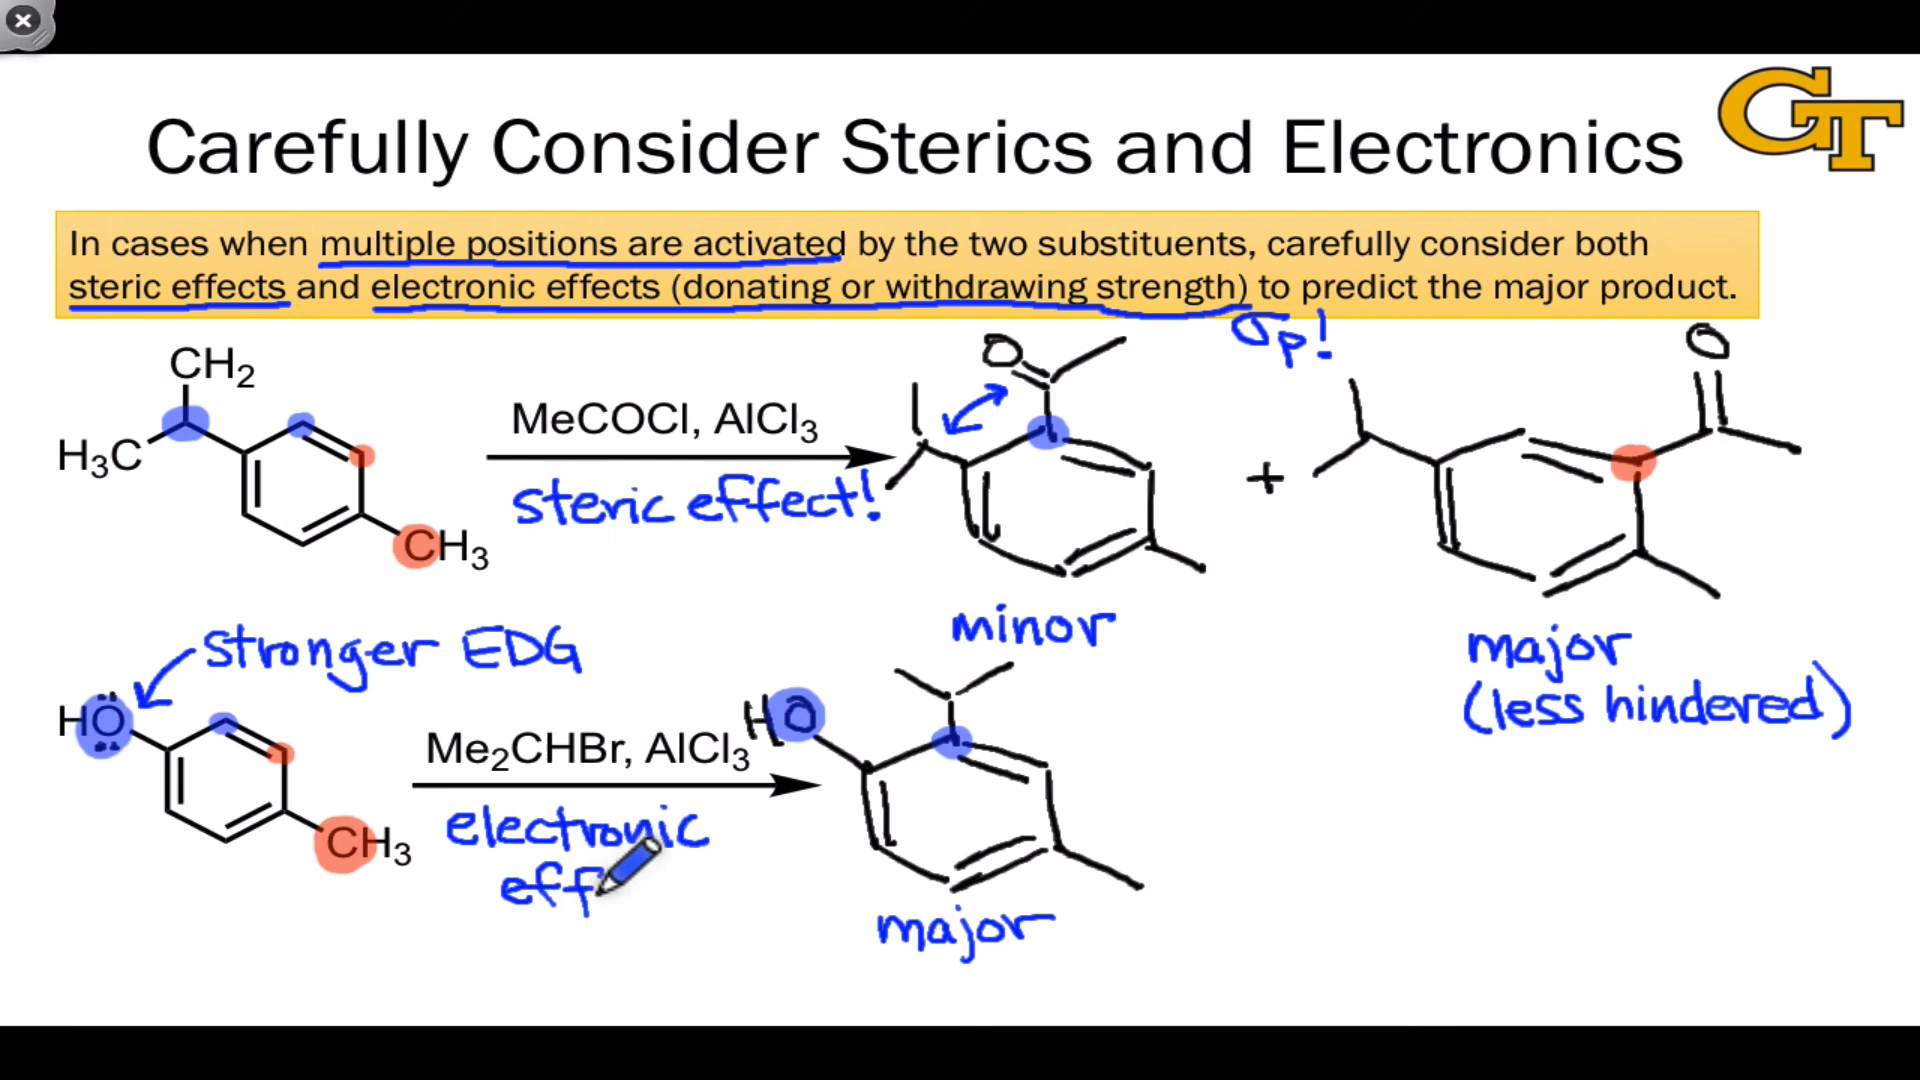 GT
Carefully Consider Sterics and Electronics
In cases when multiple positions are activated by the two substituents, carefully consider both
steric effects and electronic effects (donating or withdrawing strength) to predict the major product.
σp!
CH2
H3C
CH3
MeCOCl, AlCl3
steric effect!
O
+
O
minor
major
(less hindered)
stronger EDG
HO
CH3
Me2CHBr, AlCl3
electronic
eff
HO
major